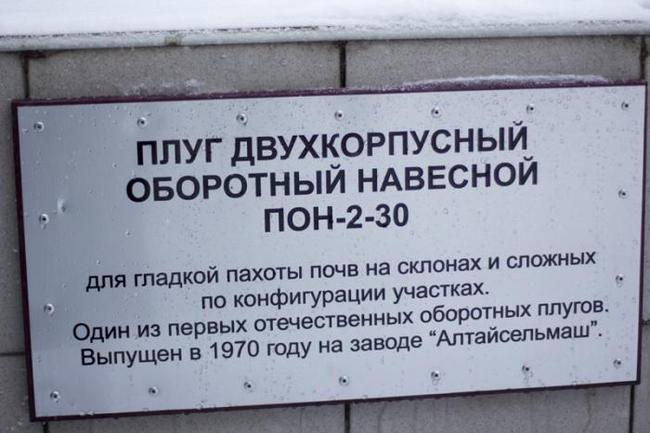 ПЛУГ ДВУХКОРПУСНЫЙ
ОБОРОТНЫЙ НАВЕСНОЙ
ПОН-2-30
для гладкой пахоты почв на склонах и сложных
по конфигурации участках.
Один из первых отечественных оборотных плугов.
Выпущен в 1970 году на заводе “Алтайсельмаш”.